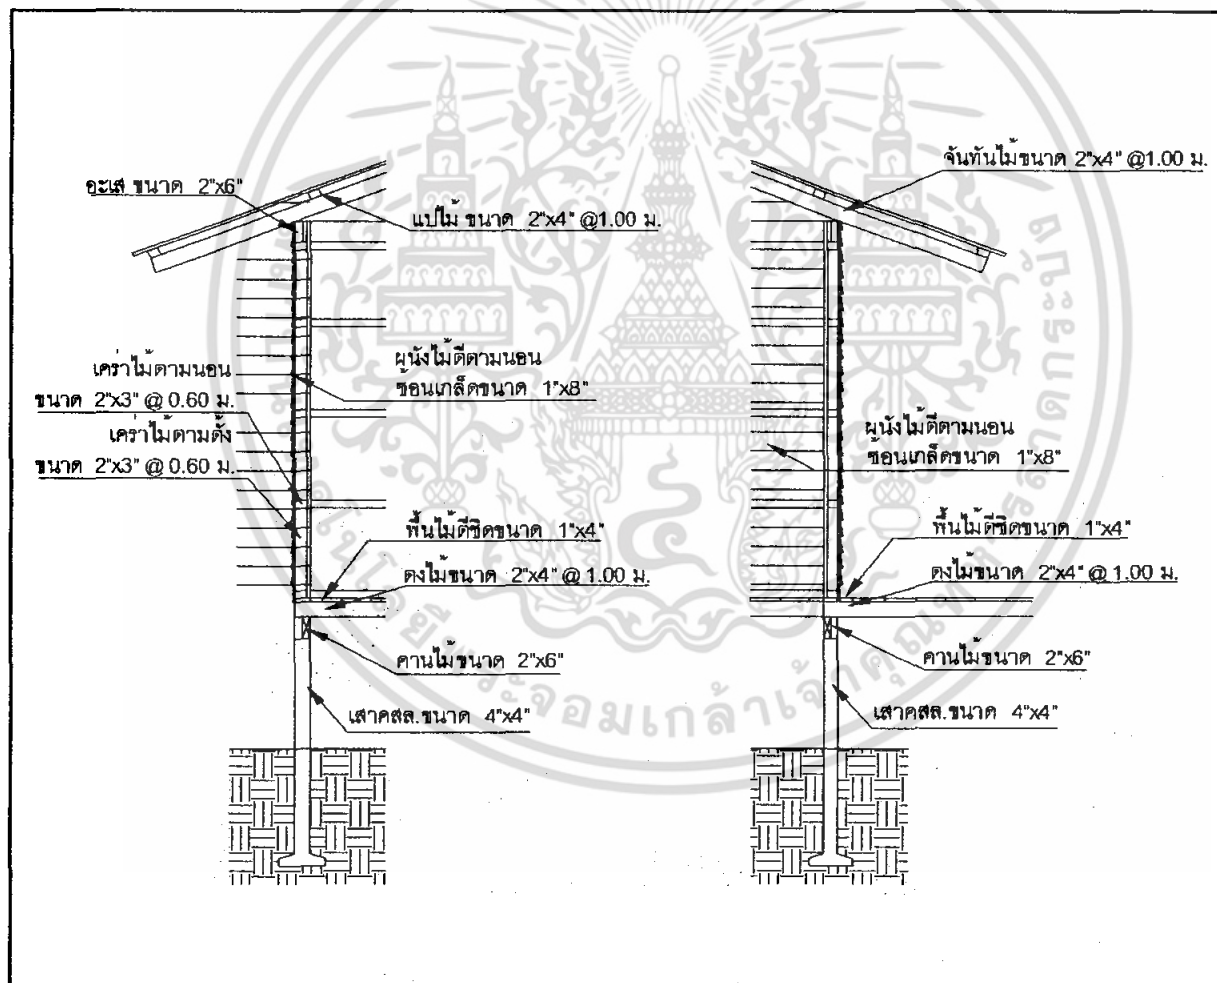 อะเส ขนาด 2"x6"
แปไม้ ขนาด 2"x4" @1.00 ม.
เคร่าไม้ตามนอน
ขนาด 2"x3" @ 0.60 ม.
เคร่าไม้ตามตั้ง
ขนาด 2"x3" @ 0.60 ม.
ผนังไม้ตีตามนอน
ซ้อนเกล็ดขนาด 1"x8"
พื้นไม้ตีชิดขนาด 1"x4"
ตงไม้ขนาด 2"x4" @ 1.00 ม.
คานไม้ขนาด 2"x6"
เสาคสล.ขนาด 4"x4"
จันทันไม้ขนาด 2"x4" @1.00 ม.
ผนังไม้ตีตามนอน
ซ้อนเกล็ดขนาด 1"x8"
พื้นไม้ตีชิดขนาด 1"x4"
ตงไม้ขนาด 2"x4" @ 1.00 ม.
คานไม้ขนาด 2"x6"
เสาคสล.ขนาด 4"x4"